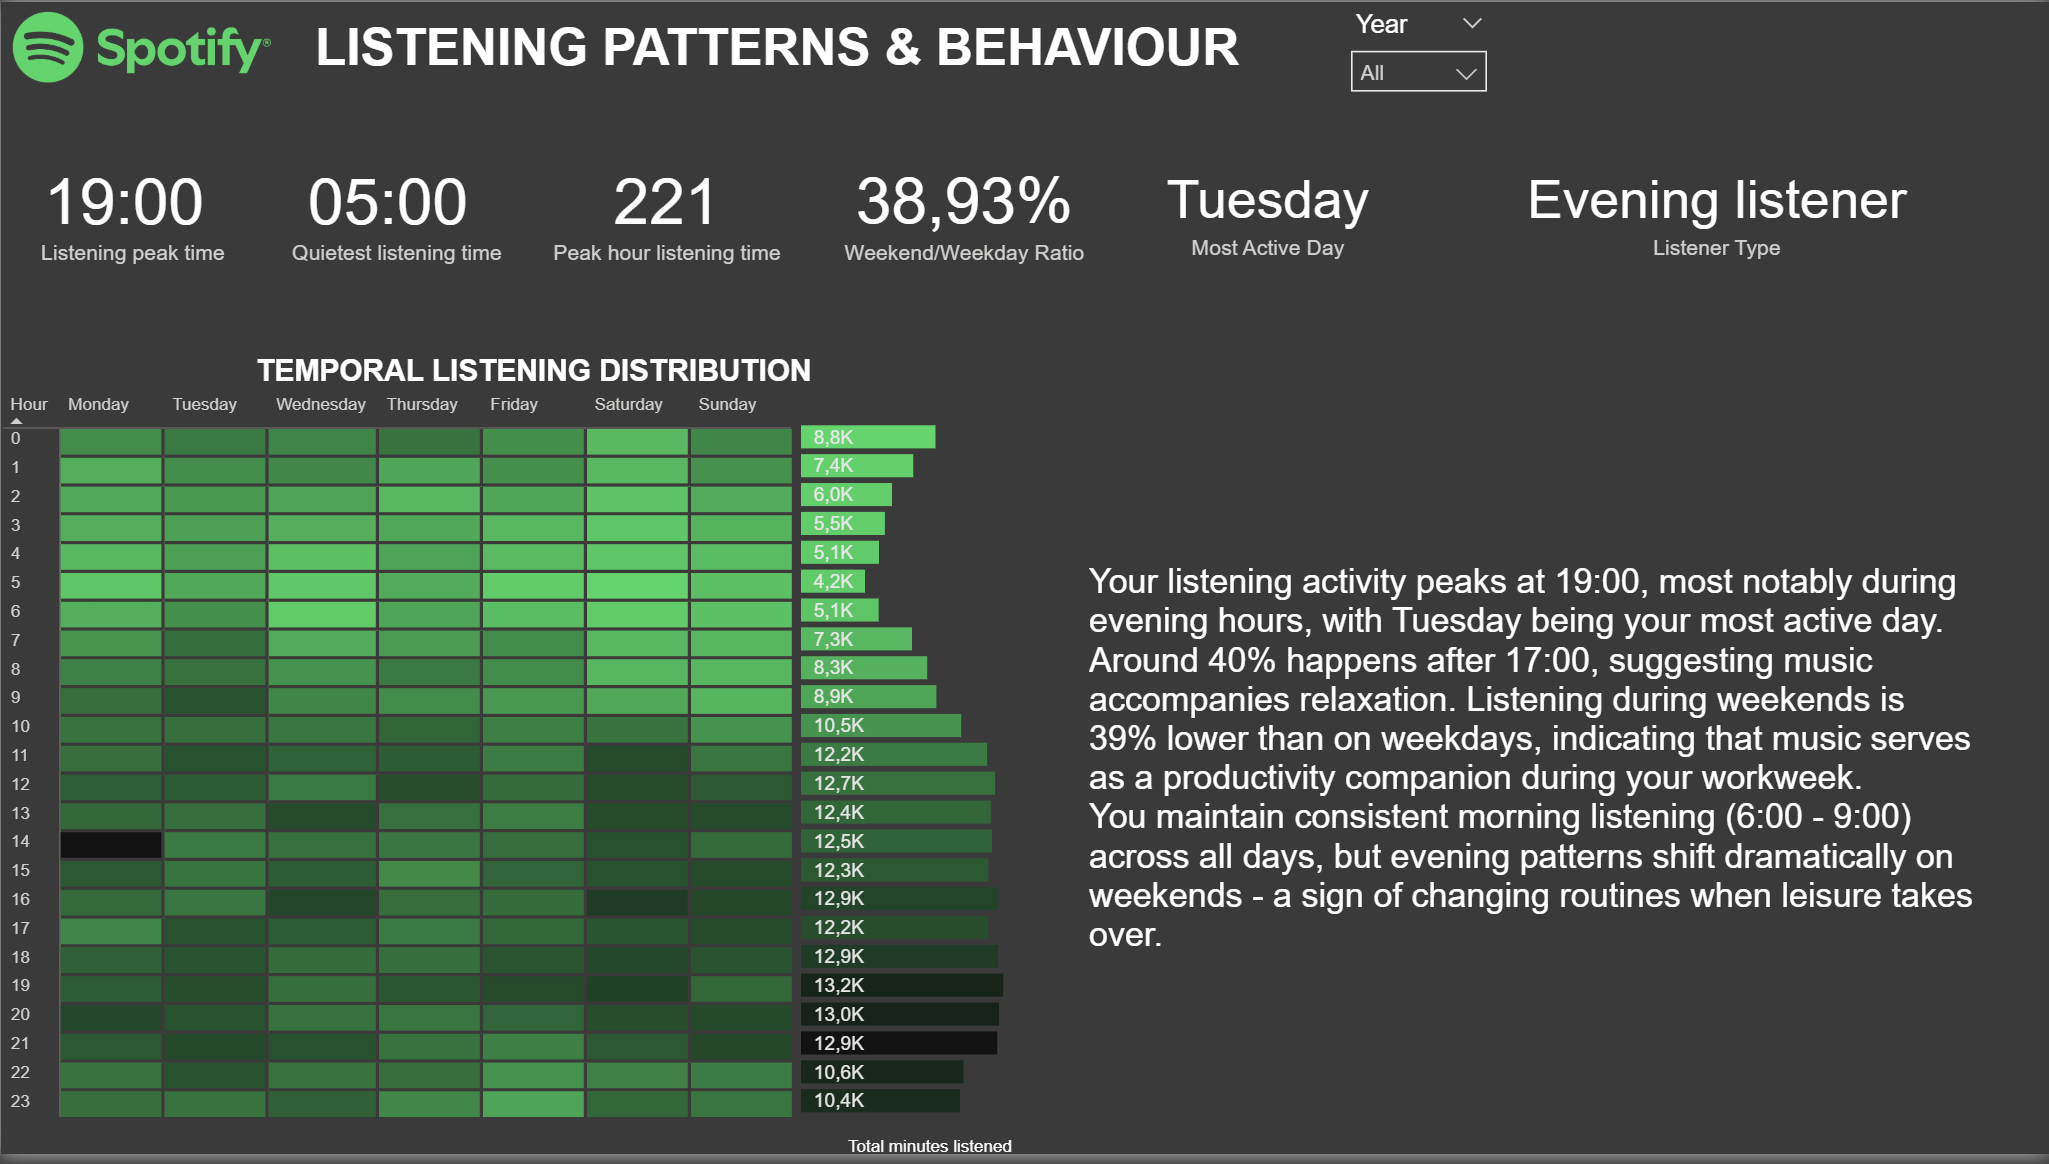 Spotify®
LISTENING PATTERNS & BEHAVIOUR
Year
All
19:00
Listening peak time
05:00
Quietest listening time
221
Peak hour listening time
38,93%
Weekend/Weekday Ratio
Tuesday
Most Active Day
Evening listener
Listener Type
TEMPORAL LISTENING DISTRIBUTION
Hour Monday Tuesday Wednesday Thursday Friday Saturday Sunday
0 8,8K
1 7,4K
2 6,0K
3 5,5K
4 5,1K
5 4,2K
6 5,1K
7 7,3K
8 8,3K
9 8,9K
10 10,5K
11 12,2K
12 12,7K
13 12,4K
14 12,5K
15 12,3K
16 12,9K
17 12,2K
18 12,9K
19 13,2K
20 13,0K
21 12,9K
22 10,6K
23 10,4K
Total minutes listened
Your listening activity peaks at 19:00, most notably during
evening hours, with Tuesday being your most active day.
Around 40% happens after 17:00, suggesting music
accompanies relaxation. Listening during weekends is
39% lower than on weekdays, indicating that music serves
as a productivity companion during your workweek.
You maintain consistent morning listening (6:00 - 9:00)
across all days, but evening patterns shift dramatically on
weekends - a sign of changing routines when leisure takes
over.